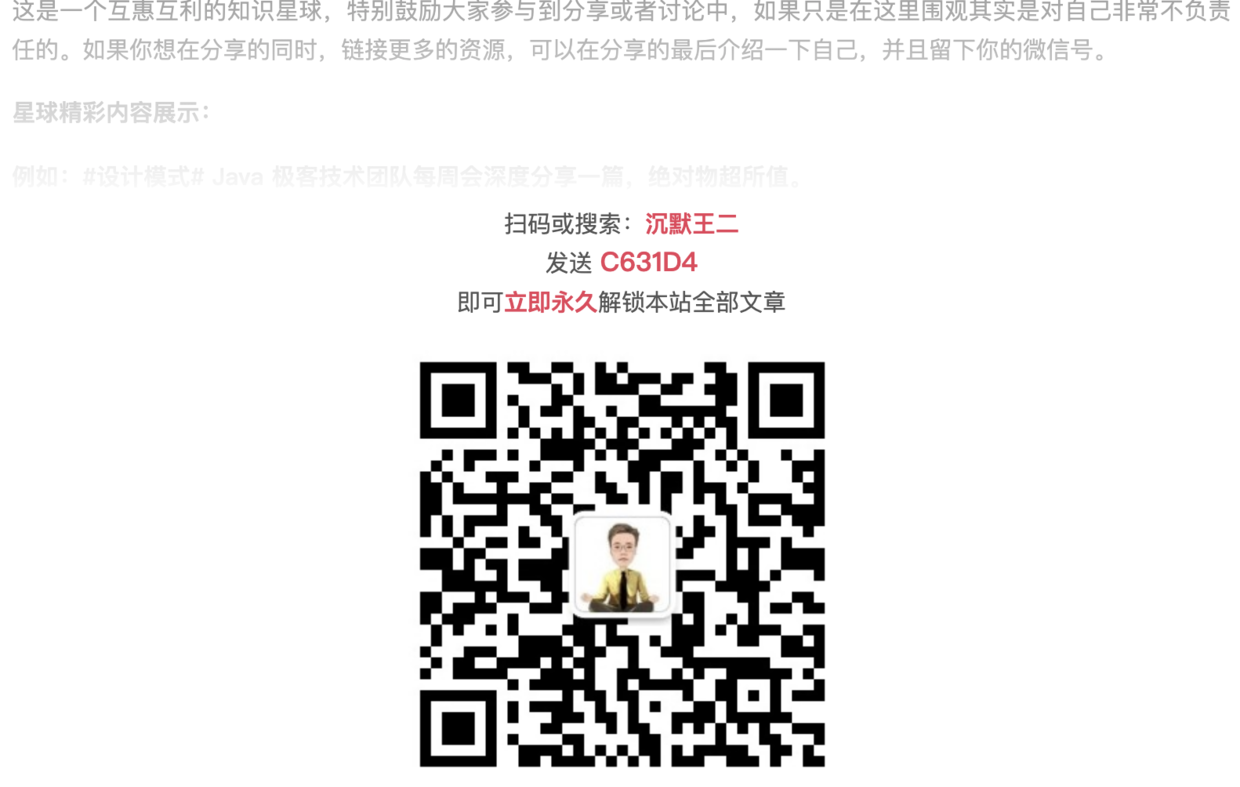 这是一个互惠互利的知识星球，特别鼓励大家参与到分享或者讨论中，如果只是在这里围观其实是对自己非常不负责
任的。如果你想在分享的同时，链接更多的资源，可以在分享的最后介绍一下自己，并且留下你的微信号。
星球精彩内容展示：
例如：#设计模式# Java 极客技术团队每周会深度分享一篇，绝对物超所值。
扫码或搜索：沉默王二
发送 C631D4
即可立即永久解锁本站全部文章